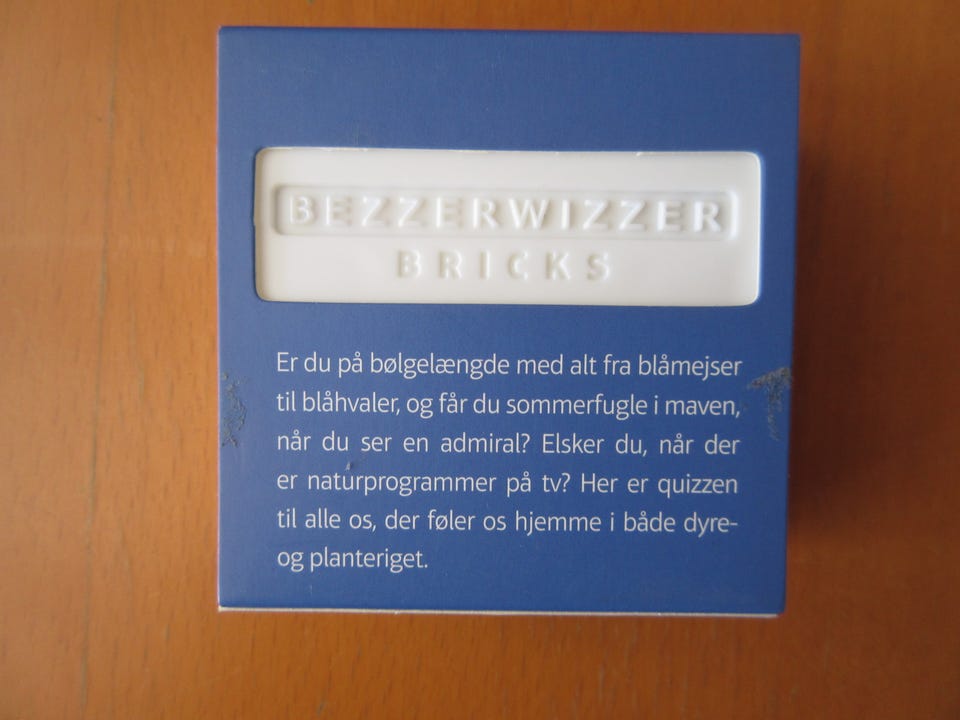 BEZZERWIZZER
BRICKS
Er du på bølgelængde med alt fra blåmejser
til blåhvaler, og får du sommerfugle i maven,
når du ser en admiral? Elsker du, når der
er naturprogrammer på tv? Her er quizzen
til alle os, der føler os hjemme i både dyre-
og planteriget.